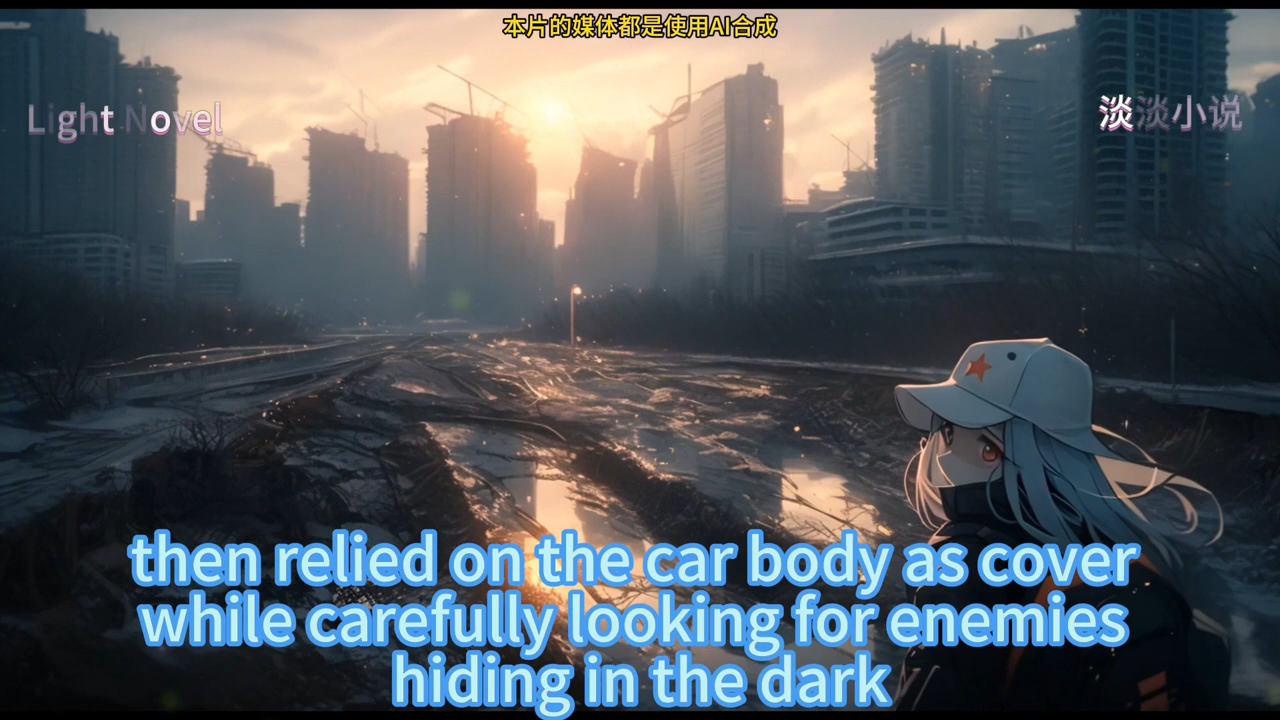 本片的媒体都是使用AI合成
Light Novel
淡淡小说
then relied on the car body as cover
while carefully looking for enemies
hiding in the dark